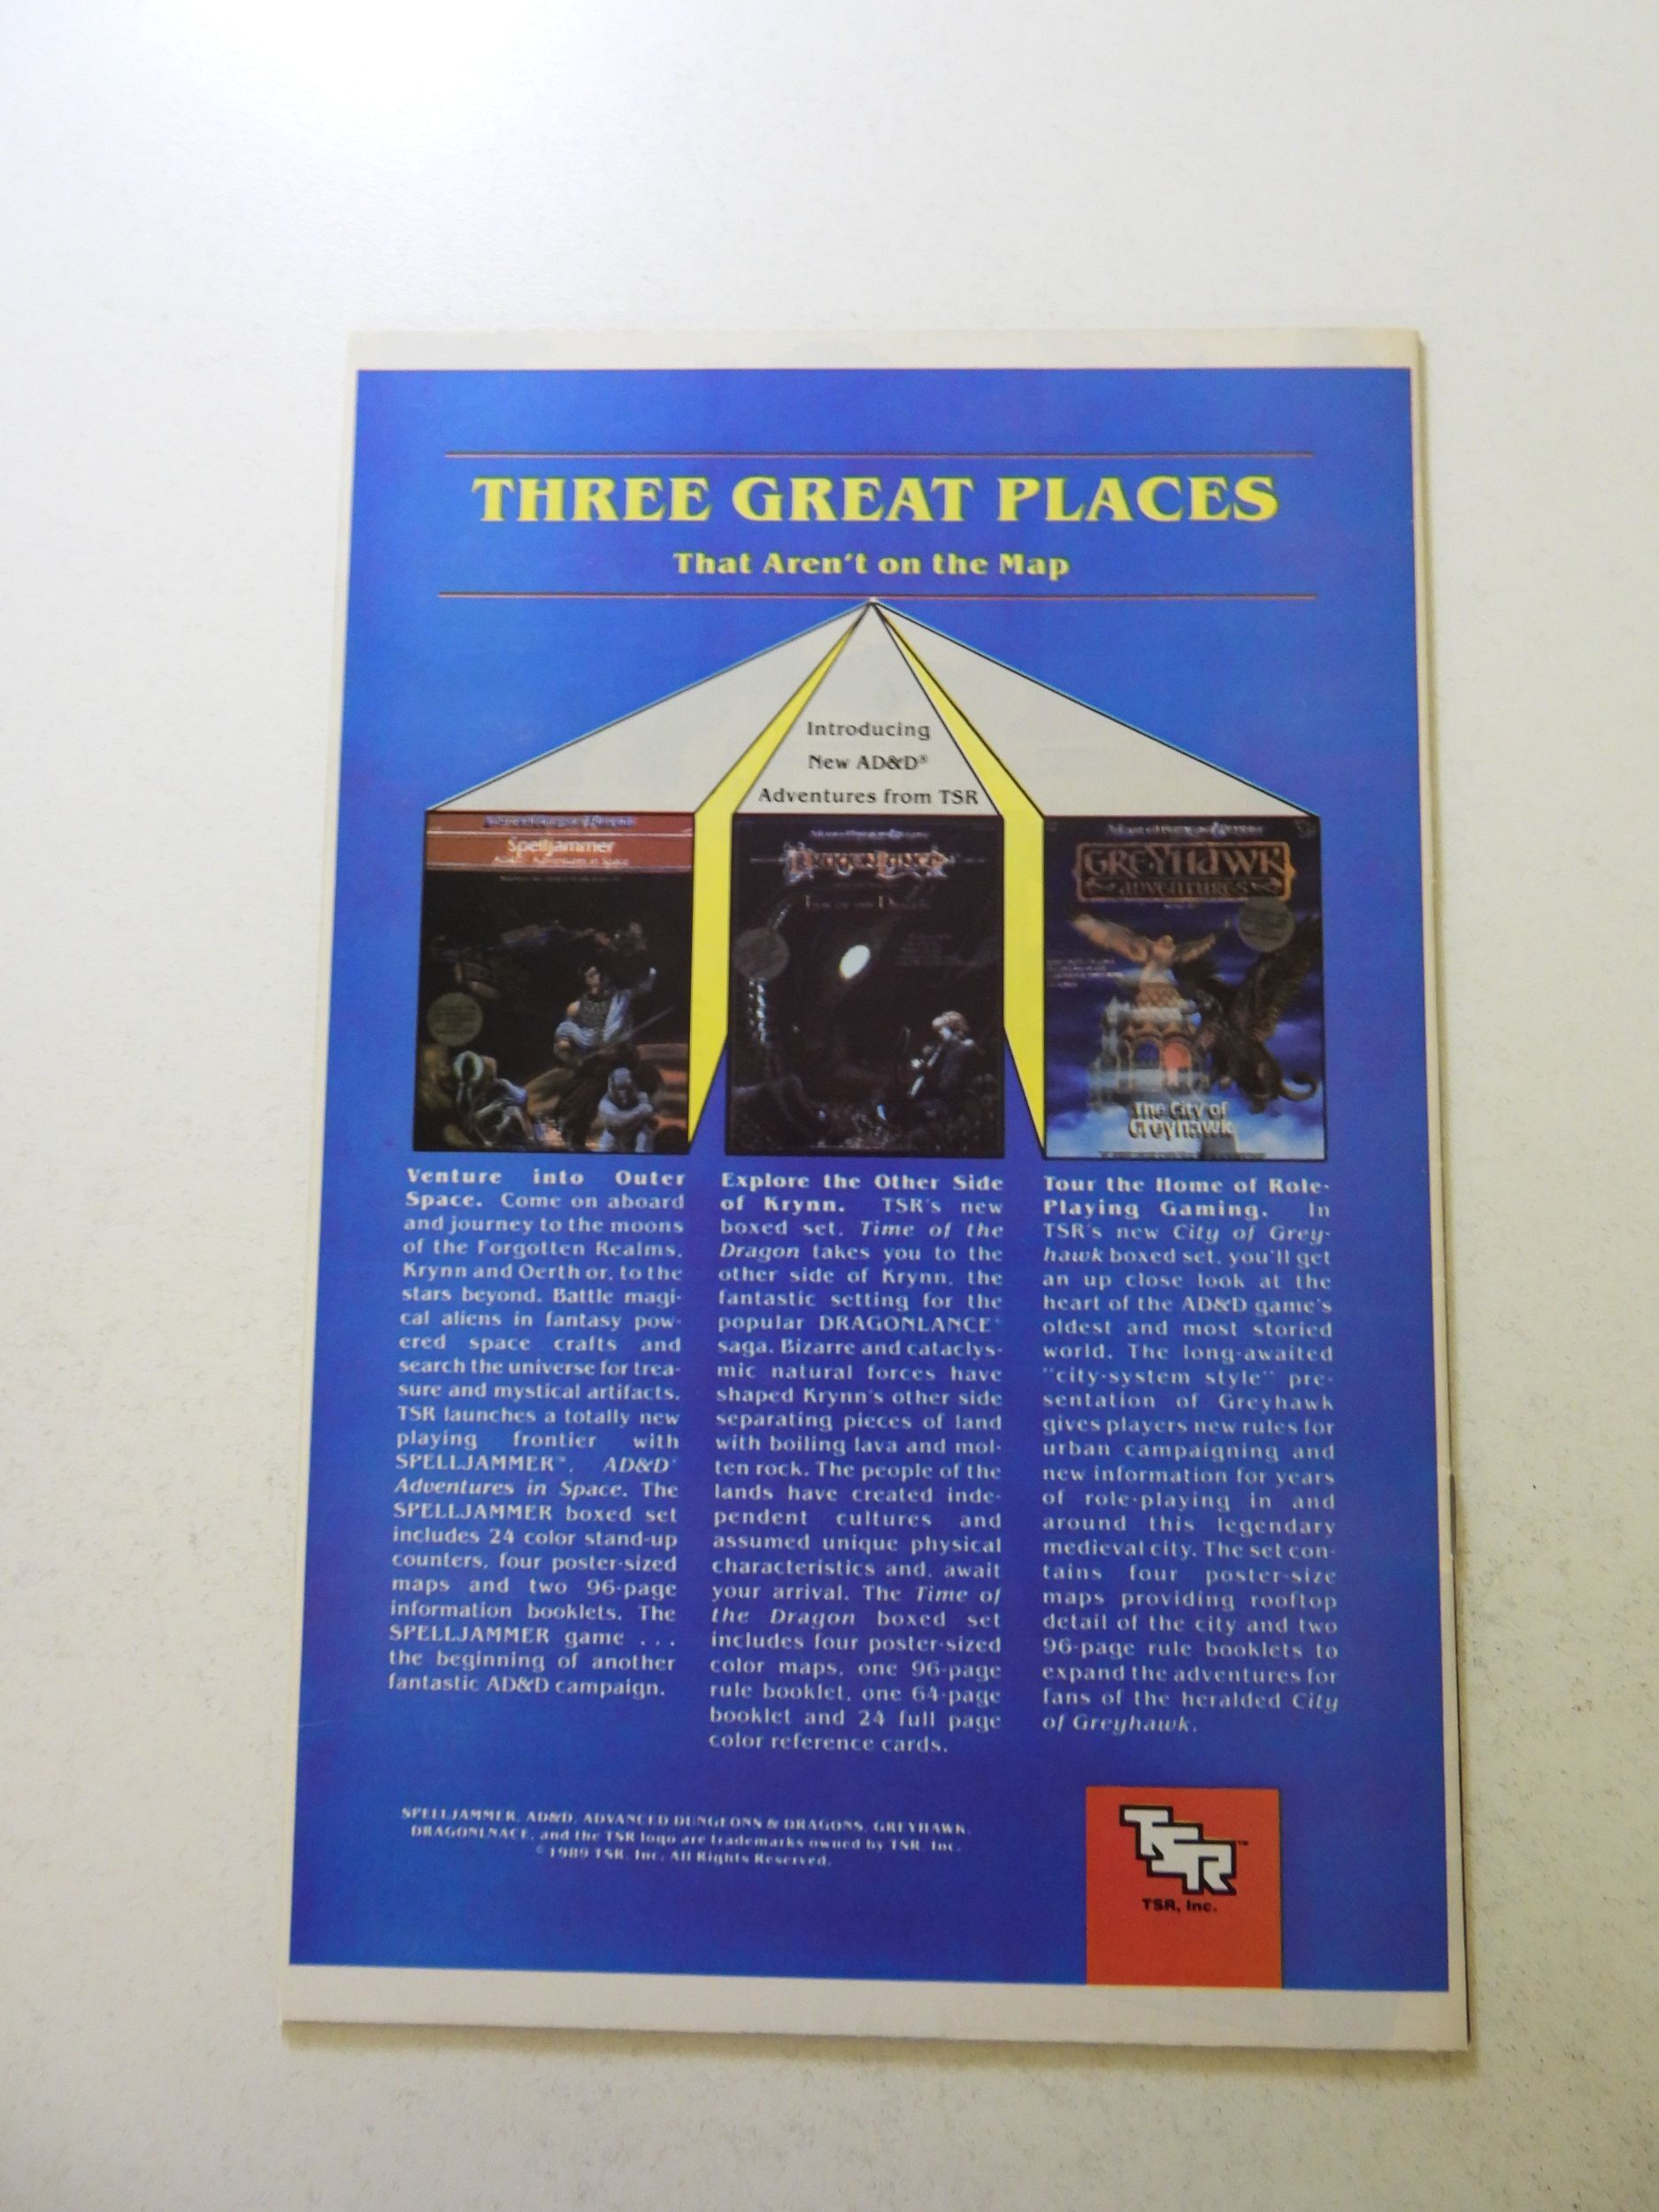 THREE GREAT PLACES
That Aren't on the Map
Introducing
New AD&D®
Adventures from TSR
Spelljammer
AD&D Adventures in Space
DRAGONLANCE
TIME OF THE DRAGON
GREYHAWK
ADVENTURES
The City of
Greyhawk
Venture into Outer
Space. Come on aboard
and journey to the moons
of the Forgotten Realms,
Krynn and Oerth or, to the
stars beyond. Battle magi-
cal aliens in fantasy pow-
ered space crafts and
search the universe for trea-
sure and mystical artifacts.
TSR launches a totally new
playing frontier with
SPELLJAMMER™, AD&D®
Adventures in Space. The
SPELLJAMMER boxed set
includes 24 color stand-up
counters, four poster-sized
maps and two 96-page
information booklets. The
SPELLJAMMER game . . .
the beginning of another
fantastic AD&D campaign.
Explore the Other Side
of Krynn. TSR's new
boxed set, Time of the
Dragon takes you to the
other side of Krynn, the
fantastic setting for the
popular DRAGONLANCE®
saga. Bizarre and cataclys-
mic natural forces have
shaped Krynn's other side
separating pieces of land
with boiling lava and mol-
ten rock. The people of the
lands have created inde-
pendent cultures and
assumed unique physical
characteristics and, await
your arrival. The Time of
the Dragon boxed set
includes four poster-sized
color maps, one 96-page
rule booklet, one 64-page
booklet and 24 full page
color reference cards.
Tour the Home of Role-
Playing Gaming. In
TSR's new City of Grey-
hawk boxed set, you'll get
an up close look at the
heart of the AD&D game's
oldest and most storied
world. The long-awaited
"city-system style" pre-
sentation of Greyhawk
gives players new rules for
urban campaigning and
new information for years
of role-playing in and
around this legendary
medieval city. The set con-
tains four poster-size
maps providing rooftop
detail of the city and two
96-page rule booklets to
expand the adventures for
fans of the heralded City
of Greyhawk.
SPELLJAMMER, AD&D, ADVANCED DUNGEONS & DRAGONS, GREYHAWK,
DRAGONLNACE, and the TSR logo are trademarks owned by TSR, Inc.
© 1989 TSR, Inc. All Rights Reserved.
TSR™
TSR, Inc.